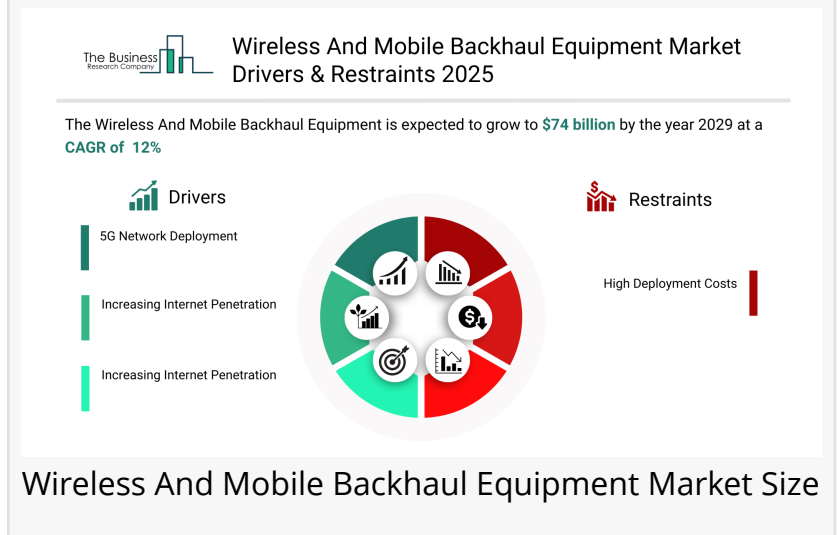 The Business
Research Company
Wireless And Mobile Backhaul Equipment Market
Drivers & Restraints 2025
The Wireless And Mobile Backhaul Equipment is expected to grow to $74 billion by the year 2029 at a
CAGR of 12%
Drivers
5G Network Deployment
Increasing Internet Penetration
Increasing Internet Penetration
Restraints
High Deployment Costs
Wireless And Mobile Backhaul Equipment Market Size